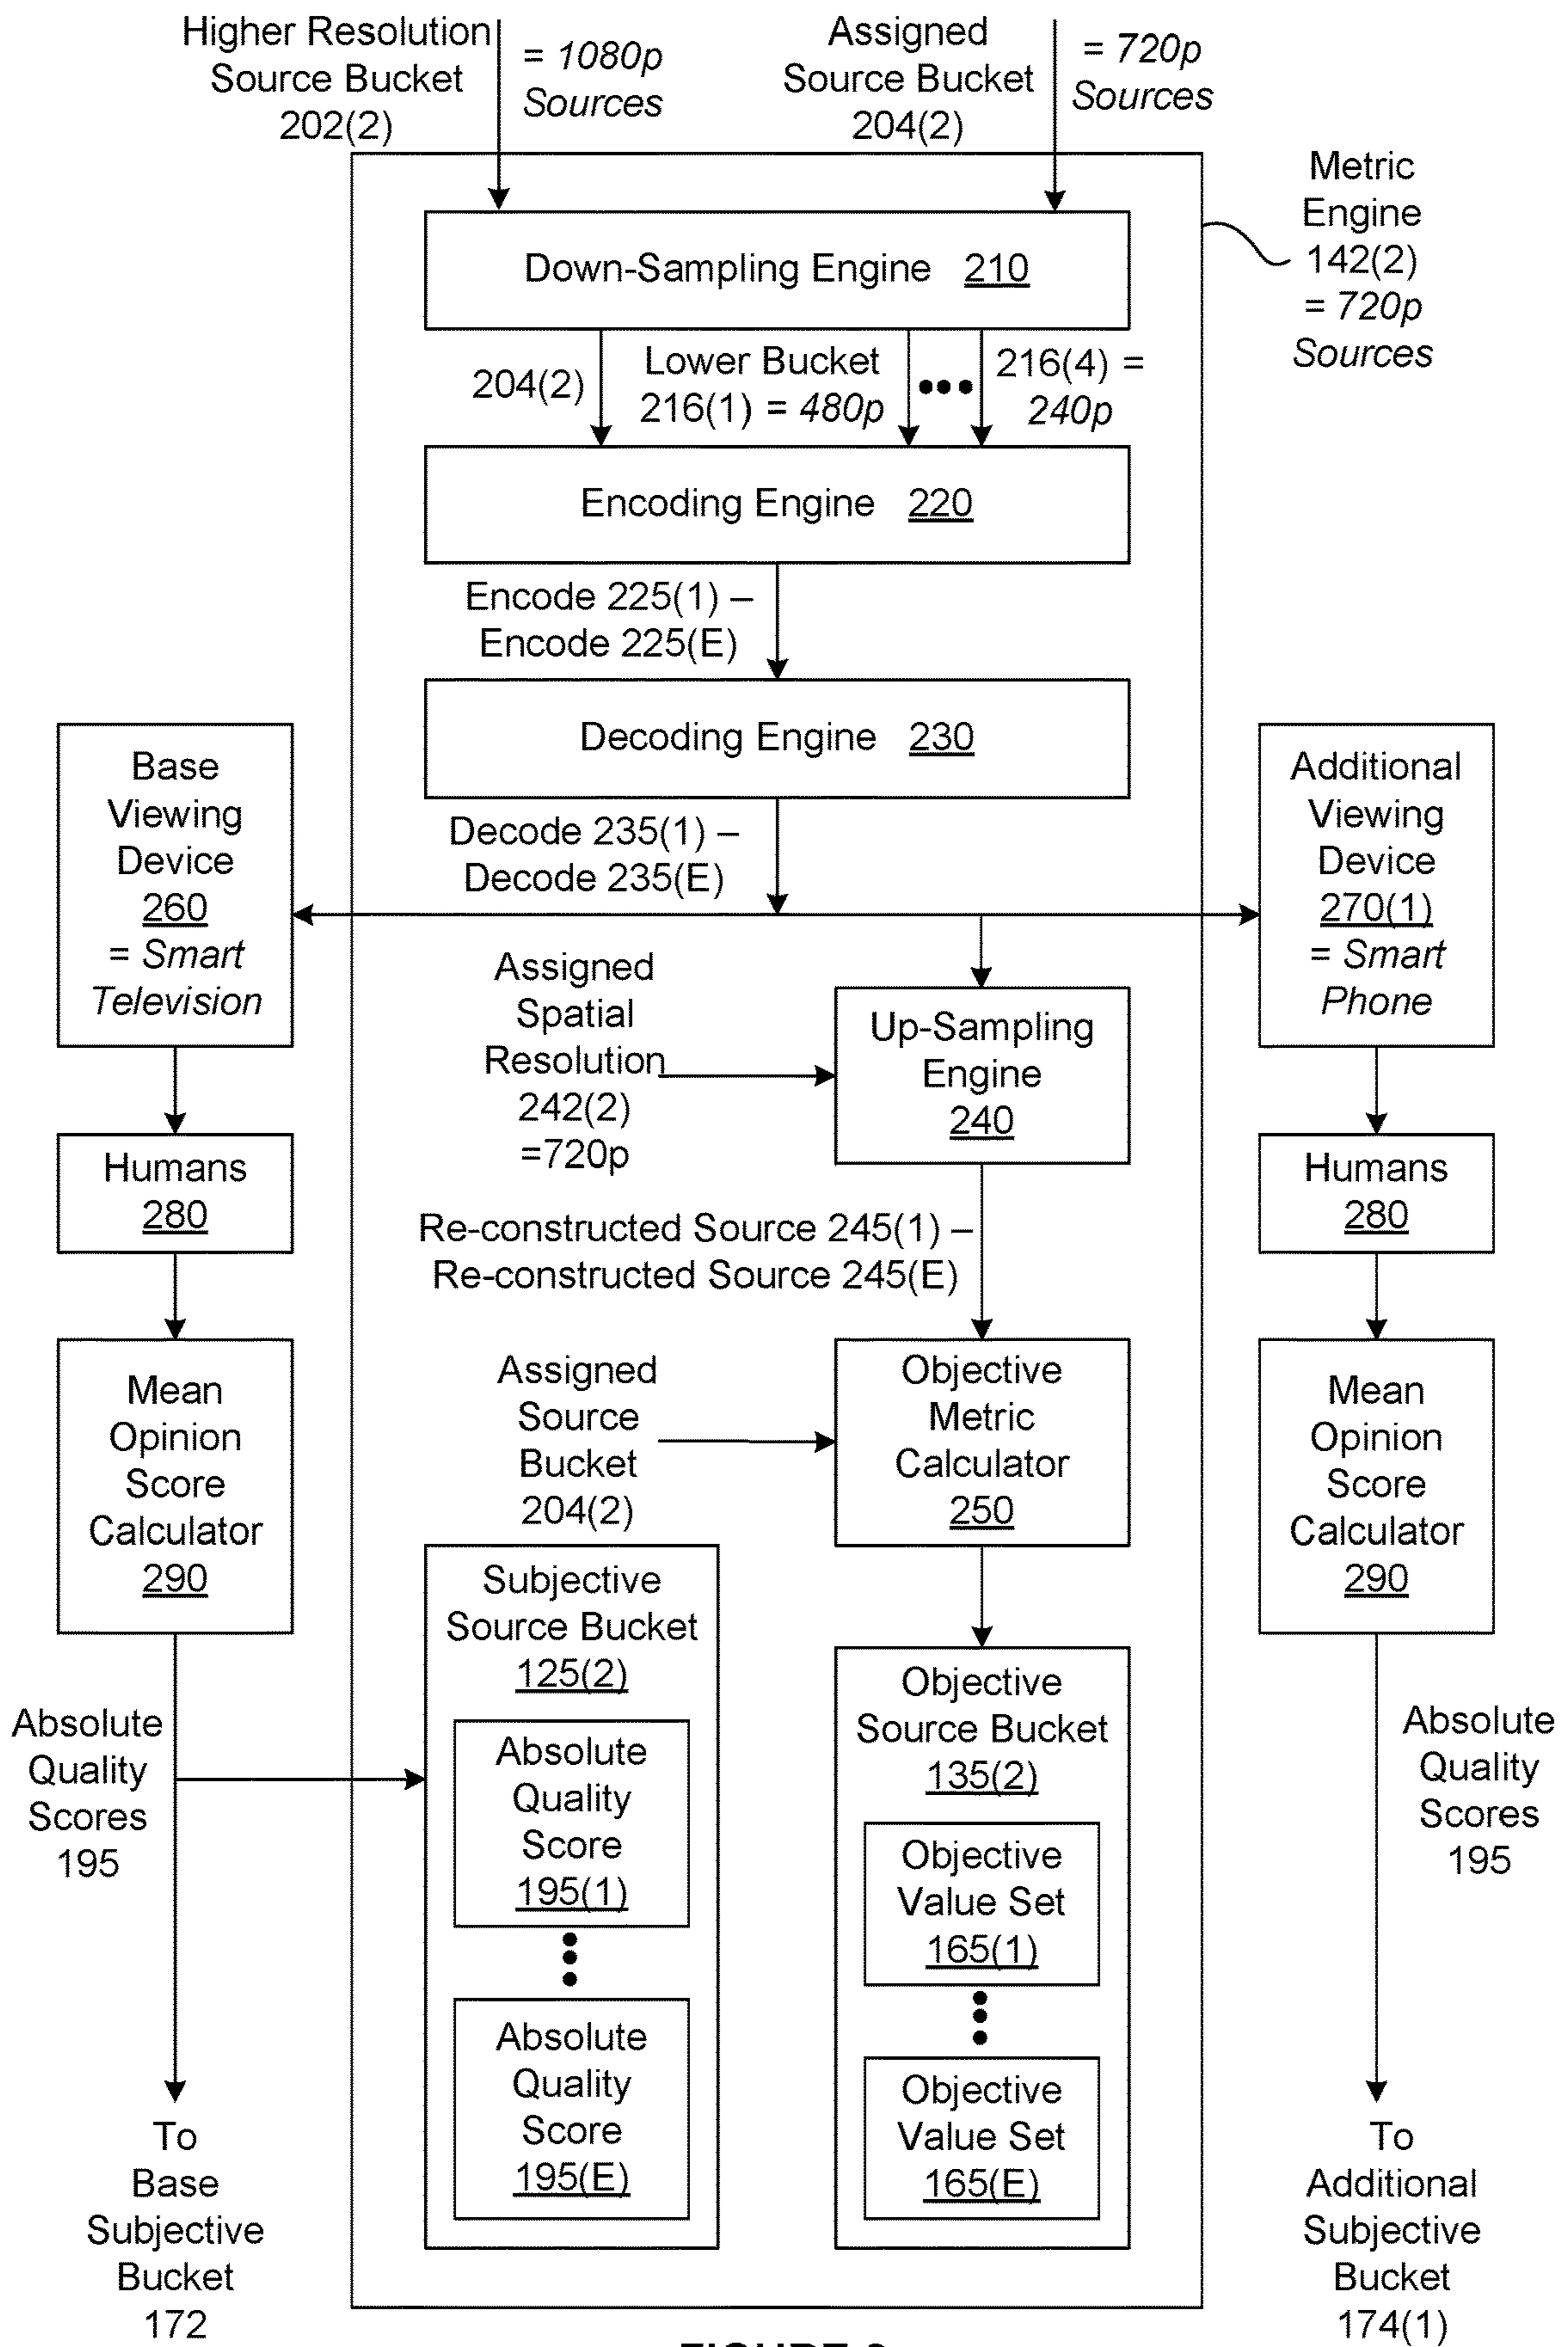 Higher Resolution
Source Bucket
202(2)
= 1080p
Sources
Assigned
Source Bucket
204(2)
= 720p
Sources
Metric
Engine
142(2)
= 720p
Sources
Down-Sampling Engine 210
204(2)
Lower Bucket
216(1) = 480p
216(4) =
240p
Encoding Engine 220
Encode 225(1) –
Encode 225(E)
Decoding Engine 230
Decode 235(1) –
Decode 235(E)
Base
Viewing
Device
260
= Smart
Television
Additional
Viewing
Device
270(1)
= Smart
Phone
Assigned
Spatial
Resolution
242(2)
=720p
Up-Sampling
Engine
240
Humans
280
Humans
280
Re-constructed Source 245(1) –
Re-constructed Source 245(E)
Mean
Opinion
Score
Calculator
290
Assigned
Source
Bucket
204(2)
Objective
Metric
Calculator
250
Mean
Opinion
Score
Calculator
290
Absolute
Quality
Scores
195
Subjective
Source Bucket
125(2)
Absolute
Quality
Score
195(1)
Absolute
Quality
Score
195(E)
Objective
Source Bucket
135(2)
Objective
Value Set
165(1)
Objective
Value Set
165(E)
Absolute
Quality
Scores
195
To
Base
Subjective
Bucket
172
To
Additional
Subjective
Bucket
174(1)